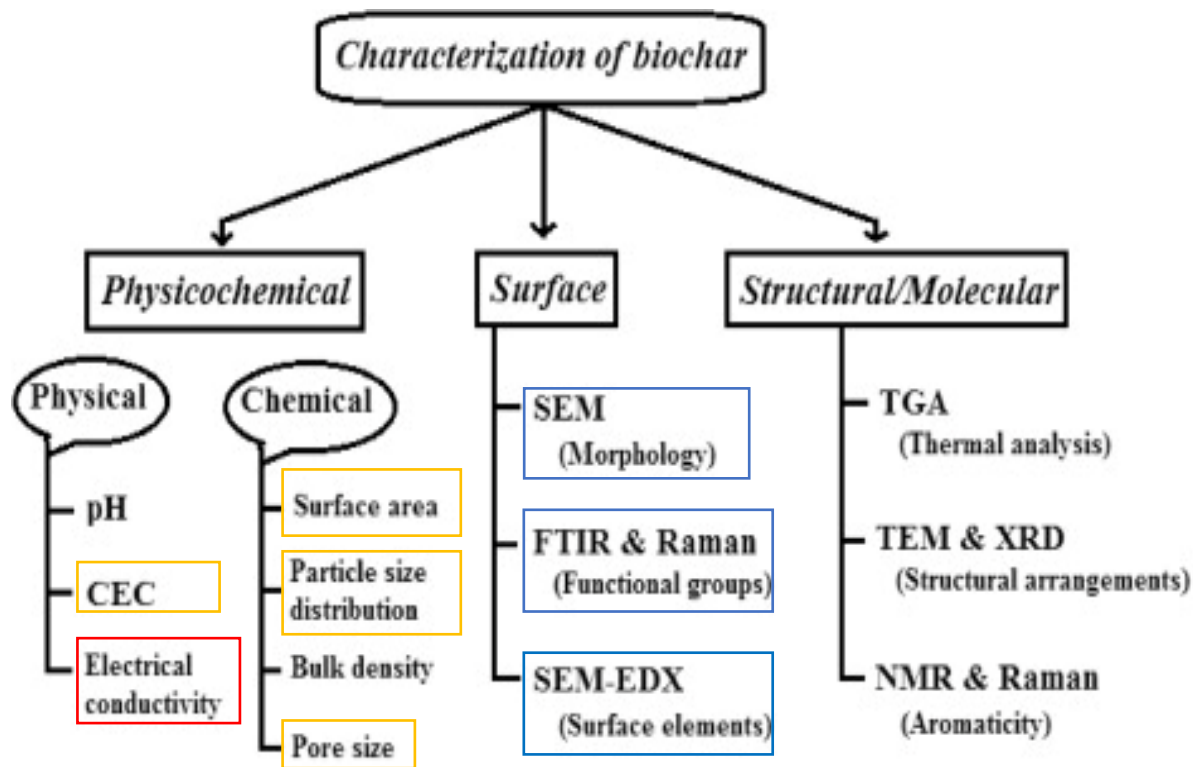 Characterization of biochar
Physicochemical
Surface
Structural/Molecular
Physical
pH
CEC
Electrical
conductivity
Chemical
Surface area
Particle size
distribution
Bulk density
Pore size
SEM
(Morphology)
FTIR & Raman
(Functional groups)
SEM-EDX
(Surface elements)
TGA
(Thermal analysis)
TEM & XRD
(Structural arrangements)
NMR & Raman
(Aromaticity)